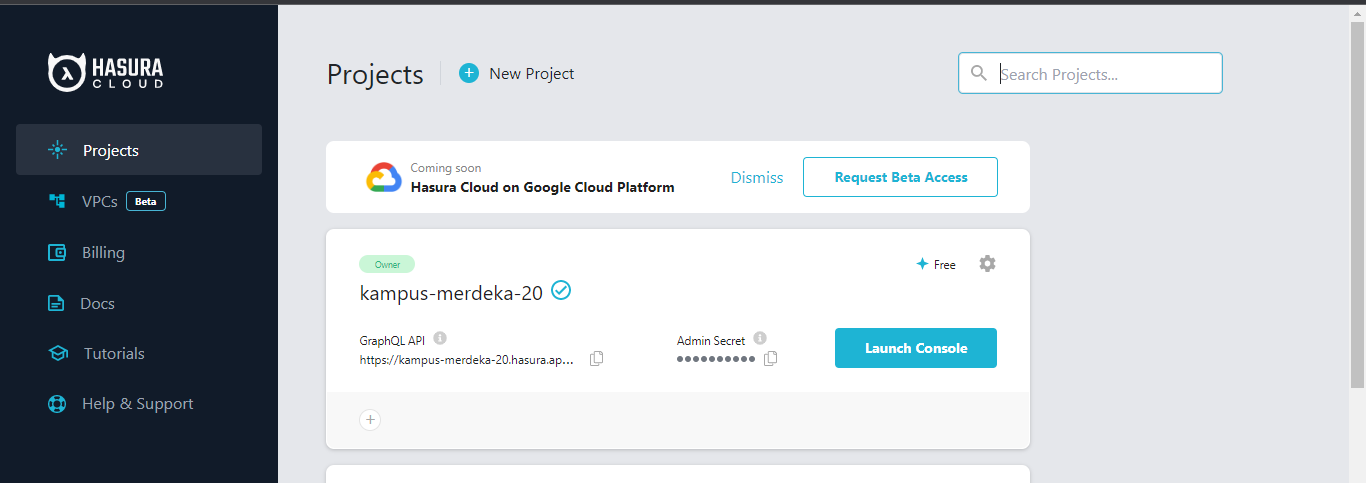 HASURA
CLOUD
Projects
VPCs Beta
Billing
Docs
Tutorials
Help & Support
Projects
New Project
Search Projects...
Coming soon
Hasura Cloud on Google Cloud Platform
Dismiss
Request Beta Access
Owner
Free
kampus-merdeka-20
GraphQL API
https://kampus-merdeka-20.hasura.ap...
Admin Secret
Launch Console